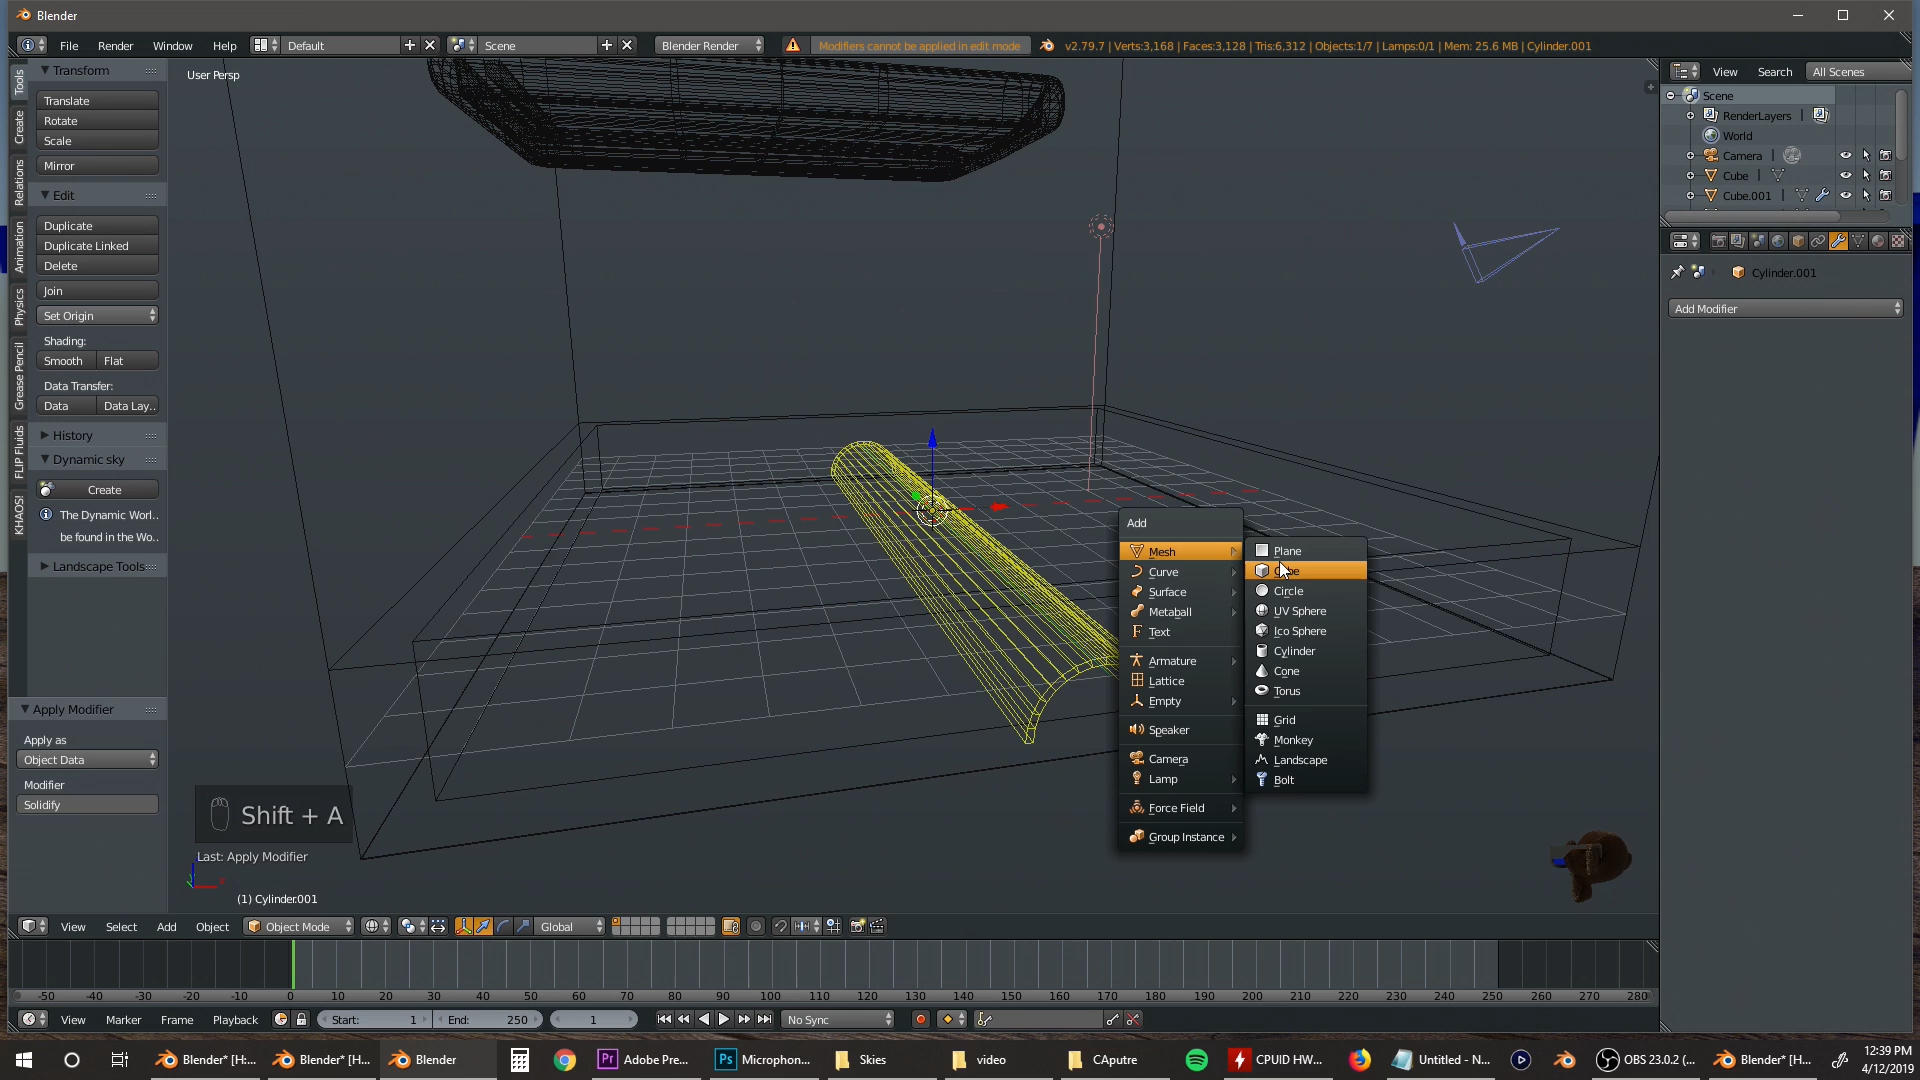 Blender
File Render Window Help Default Scene Blender Render Modifiers cannot be applied in edit mode v2.79.7 | Verts:3,168 | Faces:3,128 | Tris:6,312 | Objects:1/7 | Lamps:0/1 | Mem: 25.6 MB | Cylinder.001
Tools
Create
Relations
Animation
Physics
Grease Pencil
FLIP Fluids
KHAOS!
Transform
Translate
Rotate
Scale
Mirror
Edit
Duplicate
Duplicate Linked
Delete
Join
Set Origin
Shading:
Smooth Flat
Data Transfer:
Data Data Lay..
History
Dynamic sky
Create
The Dynamic Worl..
be found in the Wo..
Landscape Tools
Apply Modifier
Apply as
Object Data
Modifier
Solidify
User Persp
Add
Mesh
Curve
Surface
Metaball
Text
Armature
Lattice
Empty
Speaker
Camera
Lamp
Force Field
Group Instance
Plane
Circle
UV Sphere
Ico Sphere
Cylinder
Cone
Torus
Grid
Monkey
Landscape
Bolt
Shift + A
Last: Apply Modifier
(1) Cylinder.001
View Search All Scenes
Scene
RenderLayers
World
Camera
Cube
Cube.001
Cylinder.001
Add Modifier
View Select Add Object Object Mode Global
-50 -40 -30 -20 -10 0 10 20 30 40 50 60 70 80 90 100 110 120 130 140 150 160 170 180 190 200 210 220 230 240 250 260 270 280
View Marker Frame Playback Start: 1 End: 250 1 No Sync
Blender* [H:... Blender* [H... Blender Adobe Pre... Microphon... Skies video CAputre CPUID HW... Untitled - N... OBS 23.0.2 (... Blender* [H...
12:39 PM
4/12/2019